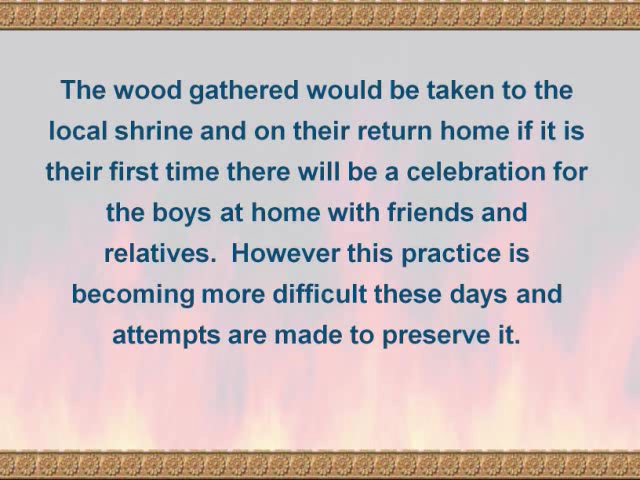 The wood gathered would be taken to the
local shrine and on their return home if it is
their first time there will be a celebration for
the boys at home with friends and
relatives.  However this practice is
becoming more difficult these days and
attempts are made to preserve it.